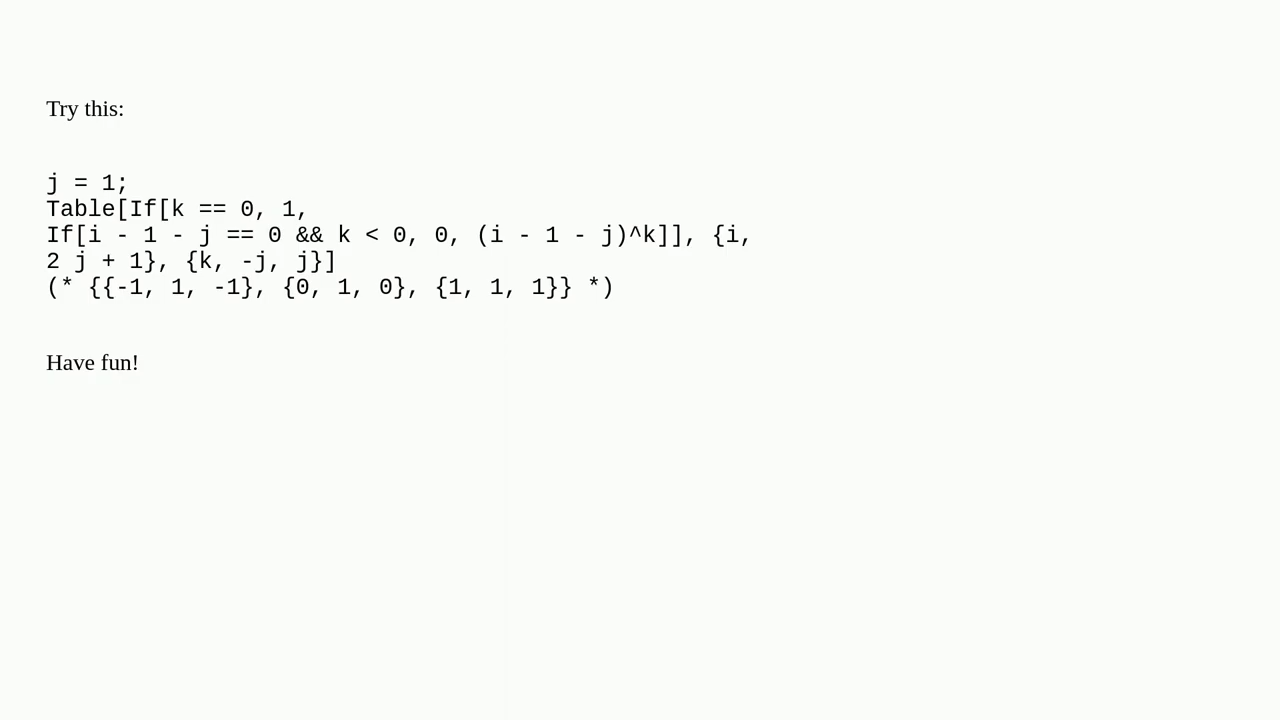 Try this:
j = 1;
Table[If[k == 0, 1,
If[i - 1 - j == 0 && k < 0, 0, (i - 1 - j)^k]], {i,
2 j + 1}, {k, -j, j}]
(* {{-1, 1, -1}, {0, 1, 0}, {1, 1, 1}} *)
Have fun!